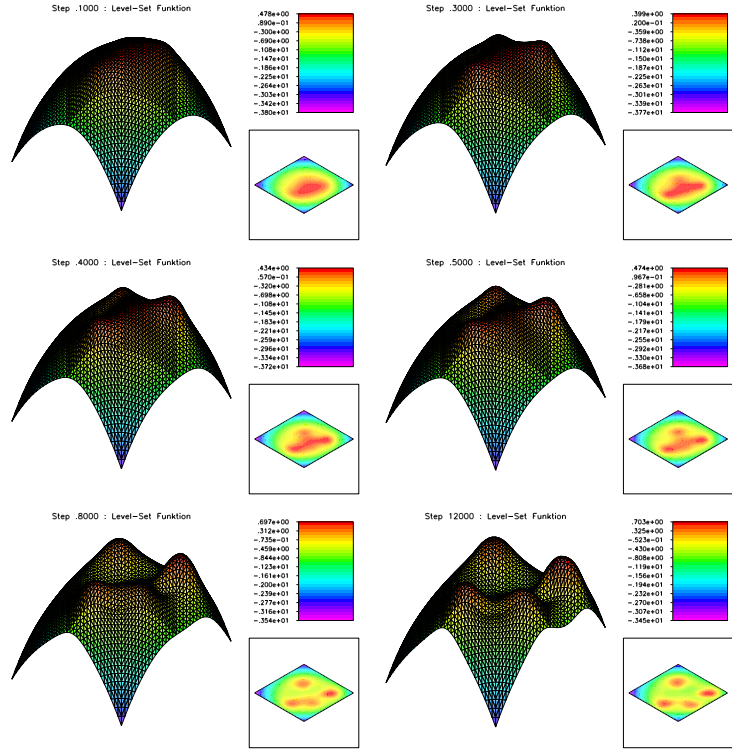 Step .1000 : Level-Set Funktion
.478e+00
.890e-01
-.300e+00
-.690e+00
-.108e+01
-.147e+01
-.186e+01
-.225e+01
-.264e+01
-.303e+01
-.342e+01
-.380e+01
Step .3000 : Level-Set Funktion
.399e+00
.200e-01
-.359e+00
-.738e+00
-.112e+01
-.150e+01
-.187e+01
-.225e+01
-.263e+01
-.301e+01
-.339e+01
-.377e+01
Step .4000 : Level-Set Funktion
.434e+00
.570e-01
-.320e+00
-.698e+00
-.108e+01
-.145e+01
-.183e+01
-.221e+01
-.259e+01
-.296e+01
-.334e+01
-.372e+01
Step .5000 : Level-Set Funktion
.474e+00
.967e-01
-.281e+00
-.658e+00
-.104e+01
-.141e+01
-.179e+01
-.217e+01
-.255e+01
-.292e+01
-.330e+01
-.368e+01
Step .8000 : Level-Set Funktion
.697e+00
.312e+00
-.735e-01
-.459e+00
-.844e+00
-.123e+01
-.161e+01
-.200e+01
-.239e+01
-.277e+01
-.316e+01
-.354e+01
Step 12000 : Level-Set Funktion
.703e+00
.325e+00
-.523e-01
-.430e+00
-.808e+00
-.119e+01
-.156e+01
-.194e+01
-.232e+01
-.270e+01
-.307e+01
-.345e+01